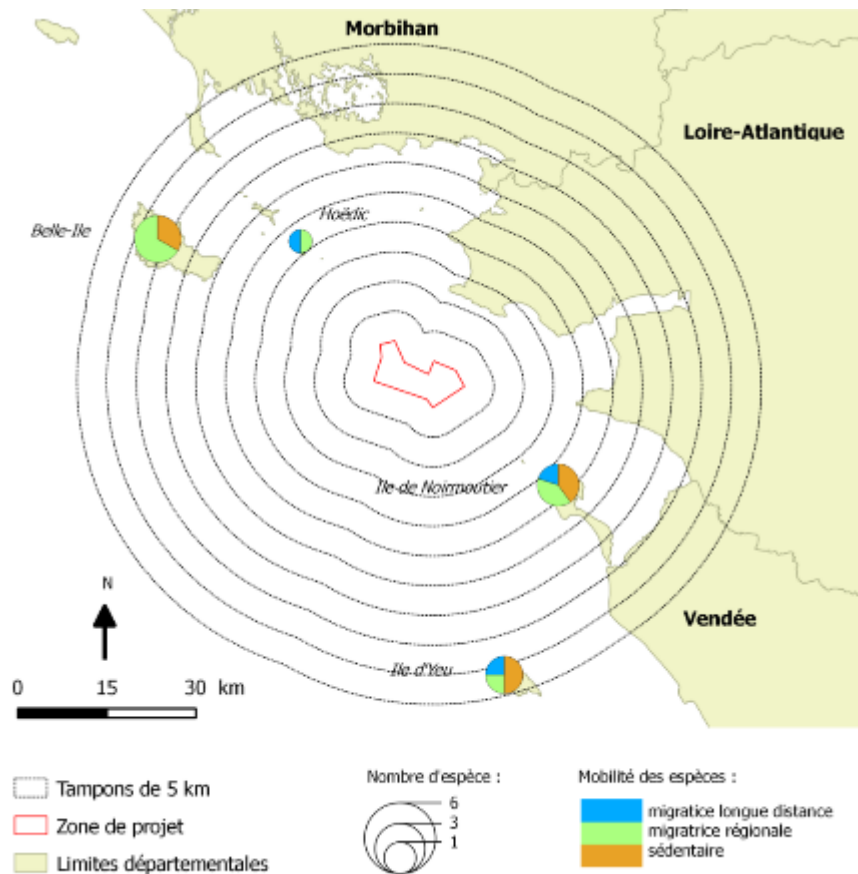 Morbihan
Loire-Atlantique
Hoëdic
Belle-Ile
Ile de Noirmoutier
N
Vendée
Ile d'Yeu
0 15 30 km
Tampons de 5 km
Zone de projet
Limites départementales
Nombre d'espèce :
6
3
1
Mobilité des espèces :
migratice longue distance
migratrice régionale
sédentaire